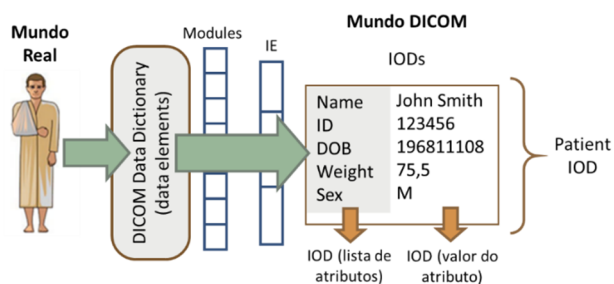 Mundo
Real
DICOM Data Dictionary
(data elements)
Modules
IE
Mundo DICOM
IODs
Name John Smith
ID 123456
DOB 196811108
Weight 75,5
Sex M
Patient
IOD
IOD (lista de
atributos)
IOD (valor do
atributo)